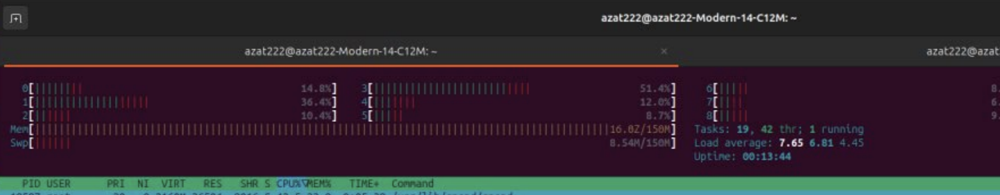 azat222@azat222-Modern-14-C12M: ~
azat222@azat222-Modern-14-C12M: ~ × azat222@azat
0[ 14.8%] 3[ 51.4%] 6[ 8.
1[ 36.4%] 4[ 12.0%] 7[ 6.
2[ 10.4%] 5[ 8.7%] 8[ 9.
Mem[ 16.0Z/150M] Tasks: 19, 42 thr; 1 running
Swp[ 8.54M/150M] Load average: 7.65 6.81 4.45
Uptime: 00:13:44
PID USER PRI NI VIRT RES SHR S CPU%▽MEM% TIME+ Command